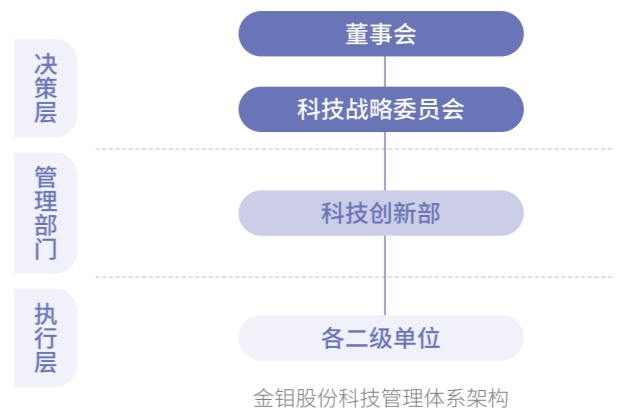 决策层
董事会
科技战略委员会
管理部门
科技创新部
执行层
各二级单位
金钼股份科技管理体系架构